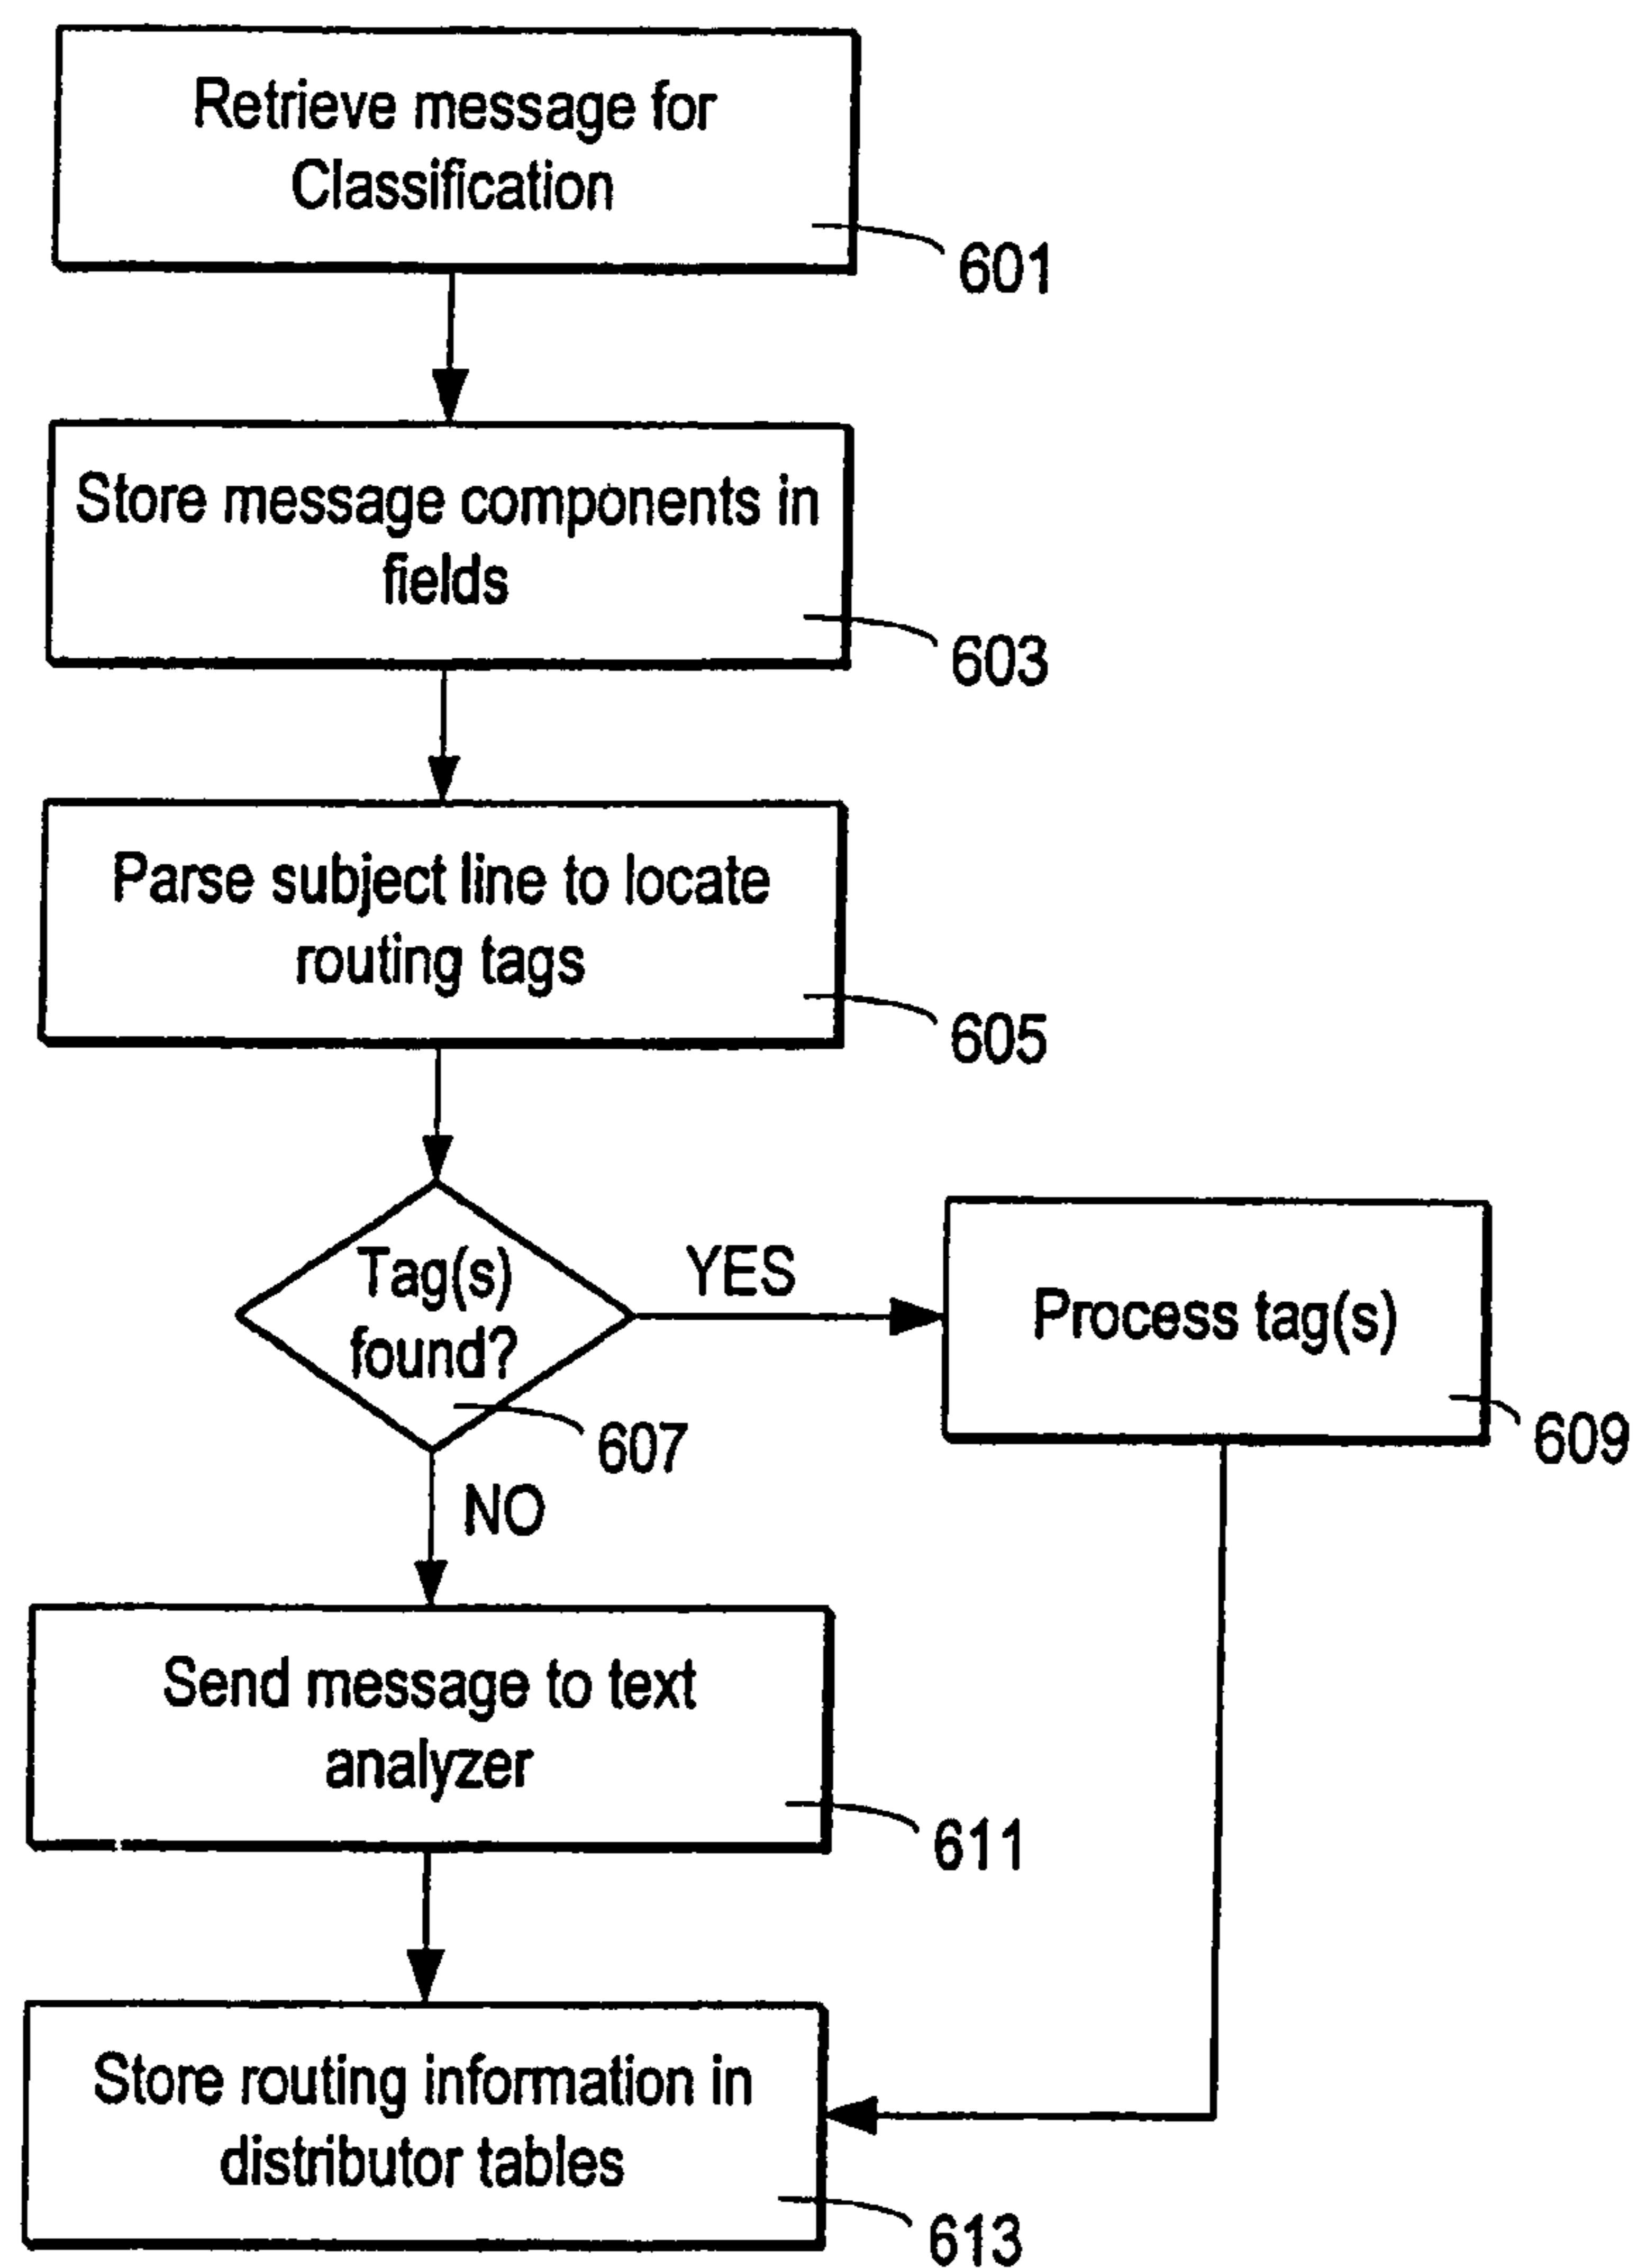 Retrieve message for
Classification
601
Store message components in
fields
603
Parse subject line to locate
routing tags
605
Tag(s)
found?
607
YES
Process tag(s)
609
NO
Send message to text
analyzer
611
Store routing information in
distributor tables
613